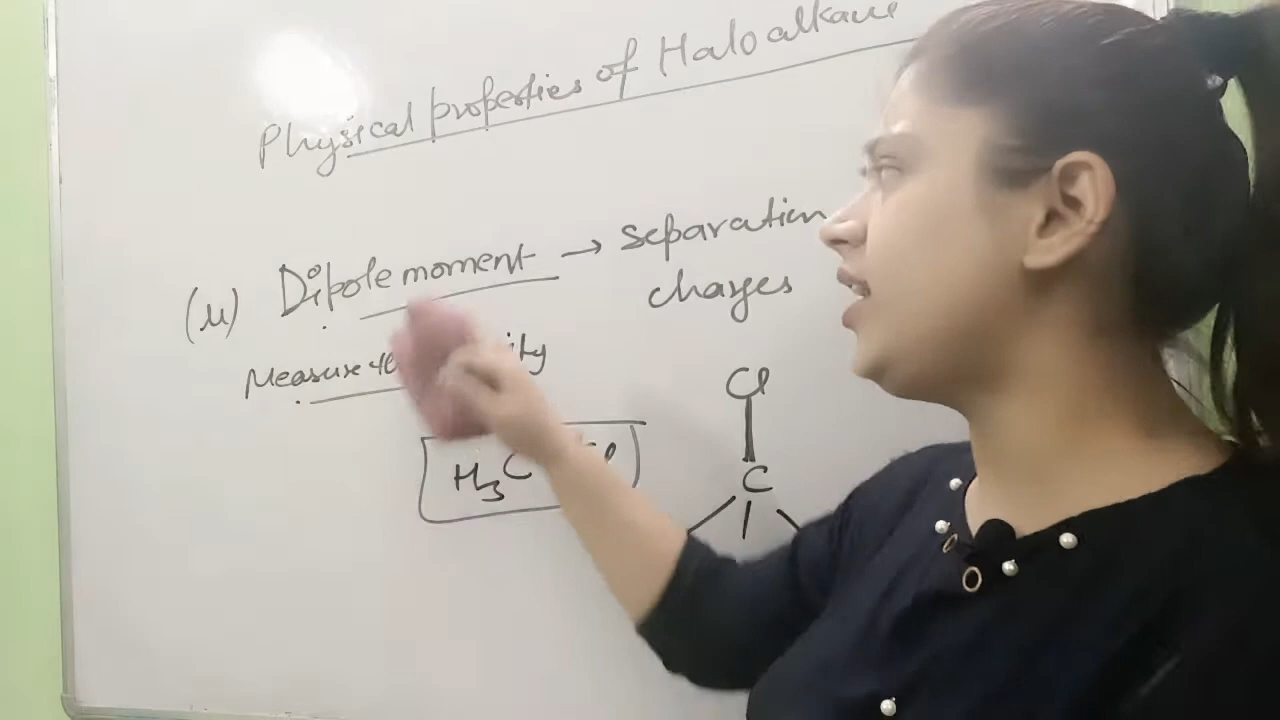 Physical properties of Haloalkane
(μ) Dipole moment → separation
charges
Measure
H3C
Cl
C